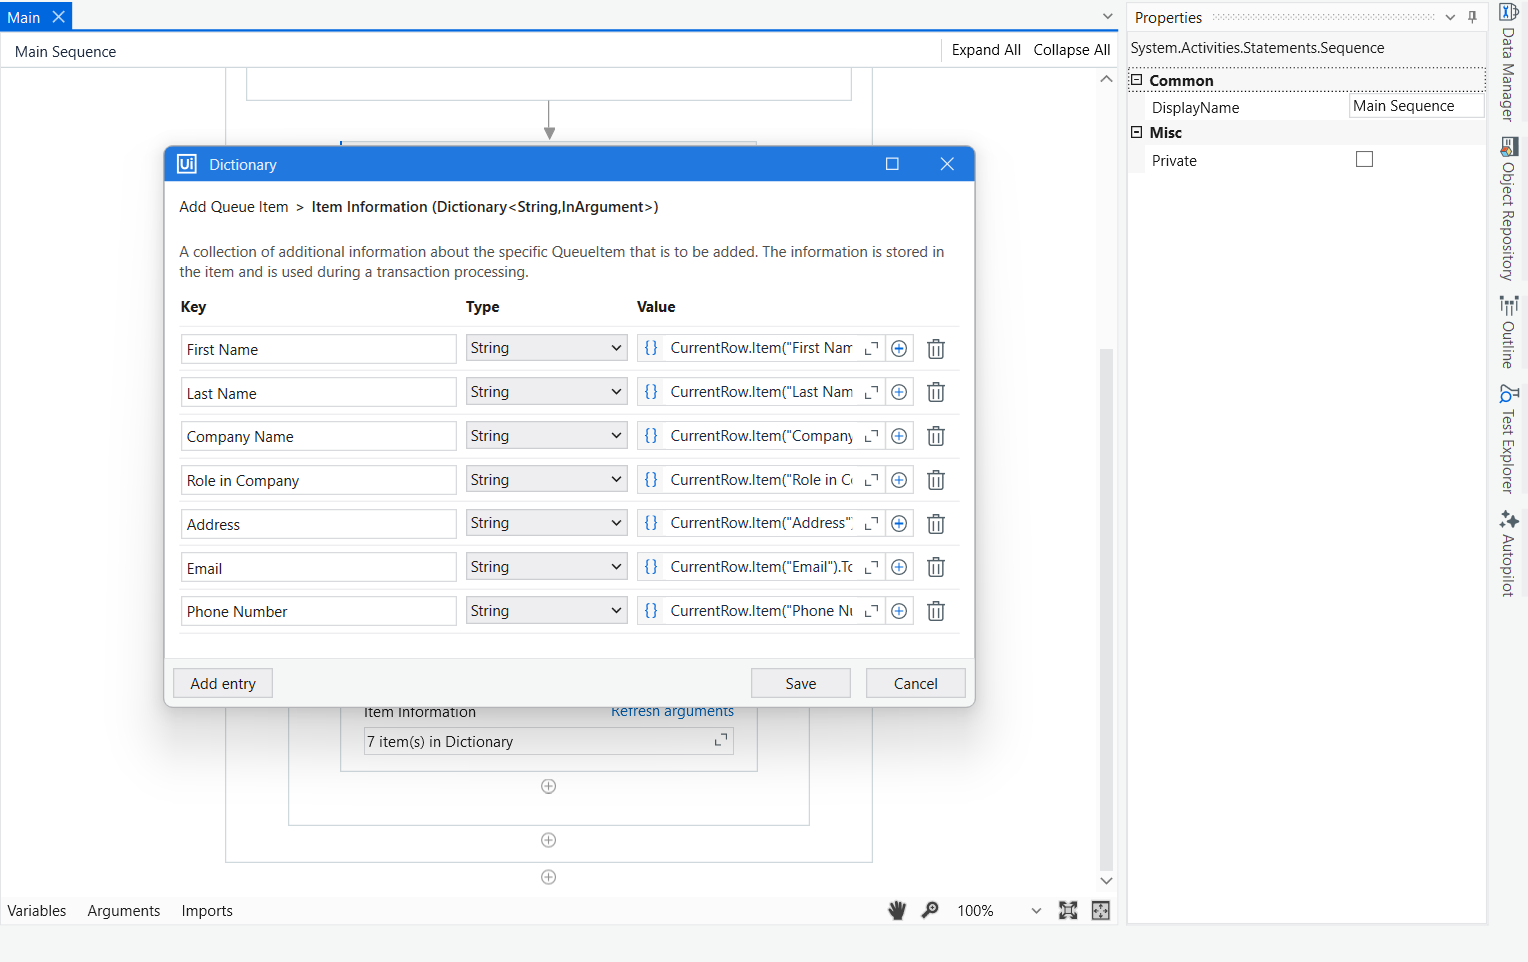 Main
Main Sequence
Expand All
Collapse All
Ui Dictionary
Add Queue Item > Item Information (Dictionary<String,InArgument>)
A collection of additional information about the specific QueueItem that is to be added. The information is stored in
the item and is used during a transaction processing.
Key Type Value
First Name String {} CurrentRow.Item("First Nam
Last Name String {} CurrentRow.Item("Last Nam
Company Name String {} CurrentRow.Item("Company
Role in Company String {} CurrentRow.Item("Role in Co
Address String {} CurrentRow.Item("Address")
Email String {} CurrentRow.Item("Email").To
Phone Number String {} CurrentRow.Item("Phone Nu
Add entry Save Cancel
Item Information Refresh arguments
7 item(s) in Dictionary
Variables Arguments Imports 100%
Properties
System.Activities.Statements.Sequence
Common
DisplayName Main Sequence
Misc
Private
Data Manager
Object Repository
Outline
Test Explorer
Autopilot